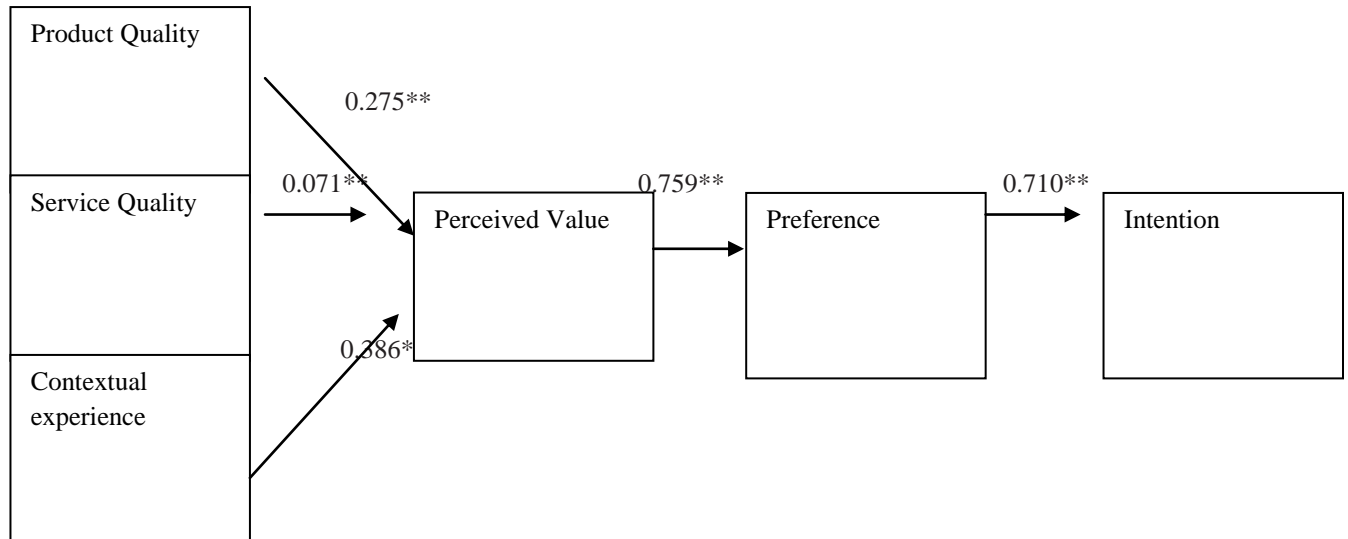 Product Quality
0.275**
Service Quality
0.071**
Perceived Value
0.759**
Preference
0.710**
Intention
Contextual
experience
0.386*